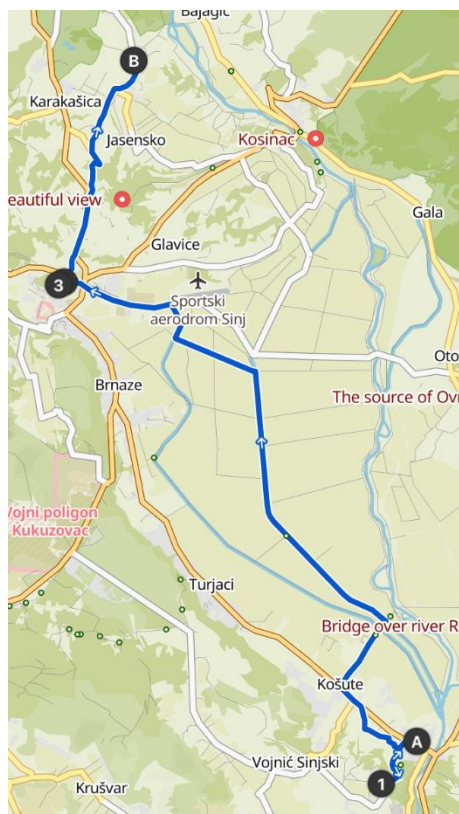 Bajagić
B
Karakašica
Jasensko
Kosinac
eautiful view
Gala
Glavice
3
Sportski
aerodrom Sinj
Oto
Brnaze
The source of Ovr
Vojni poligon
Kukuzovac
Turjaci
Bridge over river R
Košute
A
Vojnić Sinjski
1
Krušvar